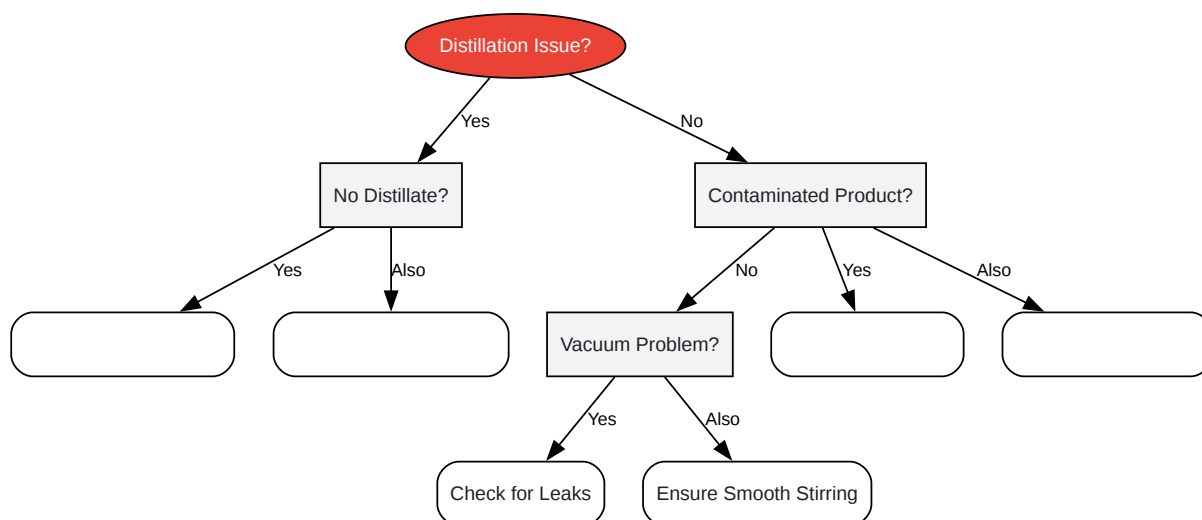 Distillation Issue?
Yes
No
No Distillate?
Contaminated Product?
Yes
Also
No
Yes
Also
Vacuum Problem?
Yes
Also
Check for Leaks
Ensure Smooth Stirring